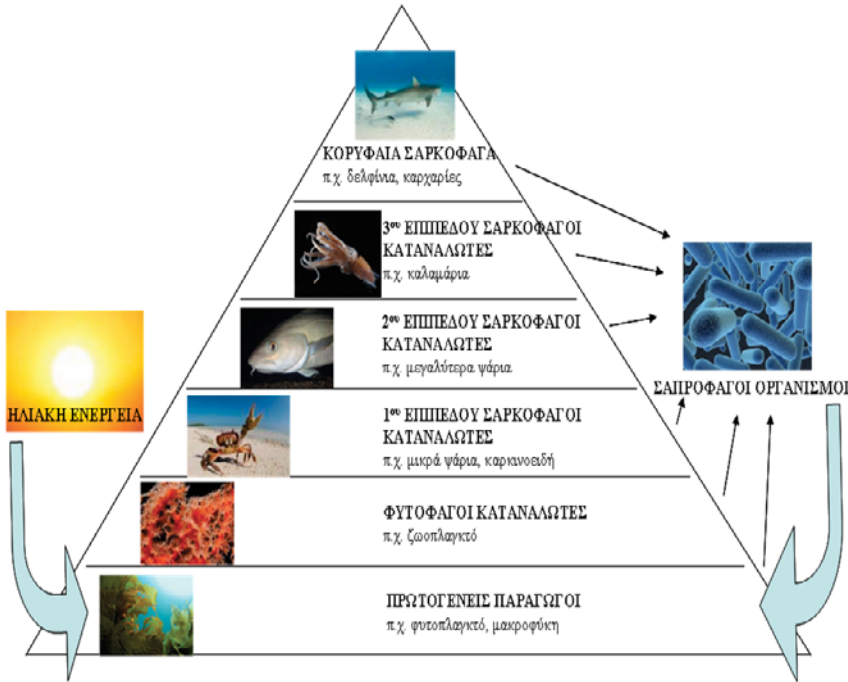 ΚΟΡΥΦΑΙΑ ΣΑΡΚΟΦΑΓΑ
π.χ. δελφίνια, καρχαρίες
3ου ΕΠΙΠΕΔΟΥ ΣΑΡΚΟΦΑΓΟΙ
ΚΑΤΑΝΑΛΩΤΕΣ
π.χ. καλαμάρια
2ου ΕΠΙΠΕΔΟΥ ΣΑΡΚΟΦΑΓΟΙ
ΚΑΤΑΝΑΛΩΤΕΣ
π.χ. μεγαλύτερα ψάρια
ΣΑΠΡΟΦΑΓΟΙ ΟΡΓΑΝΙΣΜΟΙ
ΗΛΙΑΚΗ ΕΝΕΡΓΕΙΑ
1ου ΕΠΙΠΕΔΟΥ ΣΑΡΚΟΦΑΓΟΙ
ΚΑΤΑΝΑΛΩΤΕΣ
π.χ. μικρά ψάρια, καρκινοειδή
ΦΥΤΟΦΑΓΟΙ ΚΑΤΑΝΑΛΩΤΕΣ
π.χ. ζωοπλαγκτό
ΠΡΩΤΟΓΕΝΕΙΣ ΠΑΡΑΓΩΓΟΙ
π.χ. φυτοπλαγκτό, μακροφύκη